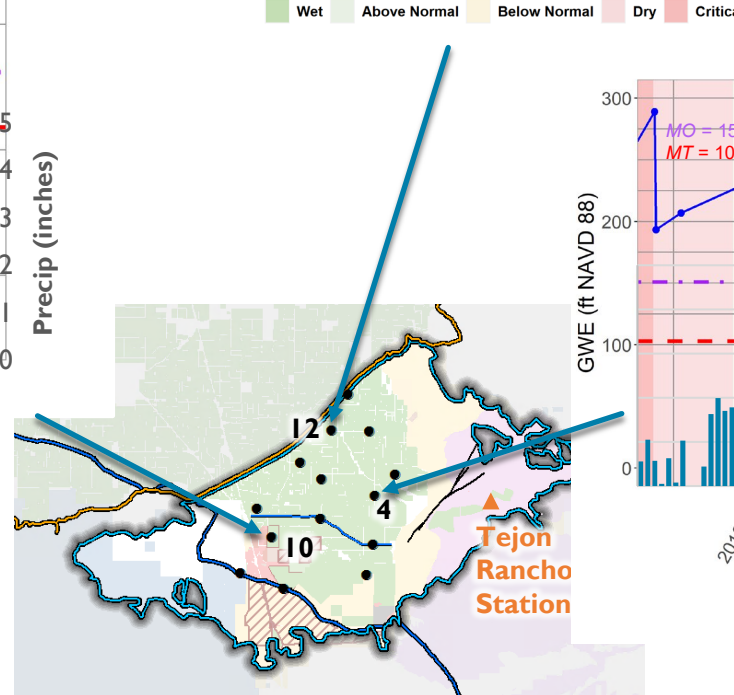 Wet Above Normal Below Normal Dry Critica
5
4
3
2
1
0
Precip (inches)
300
200
100
0
GWE (ft NAVD 88)
MO = 15
MT = 10
12
4
10
Tejon
Rancho
Station
201